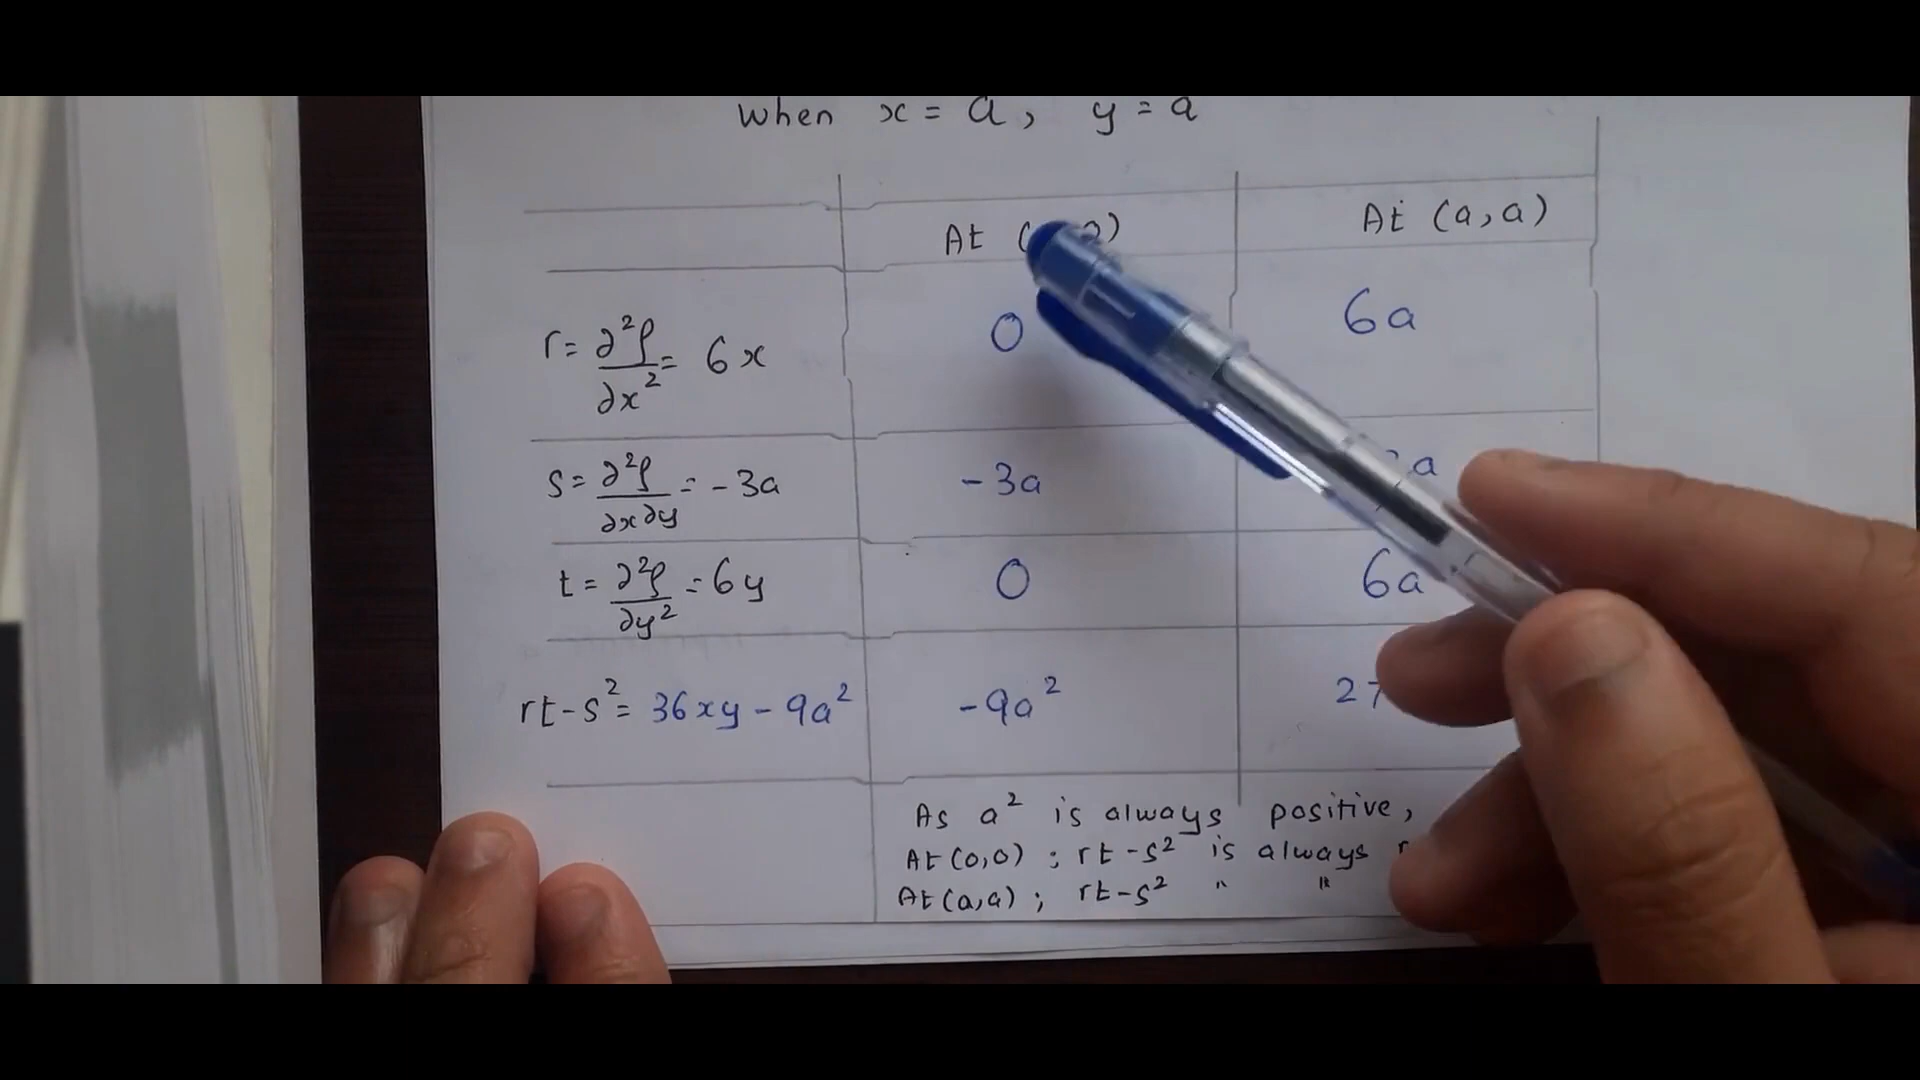 When x = a, y = a
At At (a,a)
r = ∂²f/∂x² = 6x 0 6a
s = ∂²f/∂x∂y = -3a -3a
t = ∂²f/∂y² = 6y 0 6a
rt-s² = 36xy - 9a² -9a²
As a² is always positive,
At (0,0) ; rt-s² is always
At (a,a) ; rt-s² " "